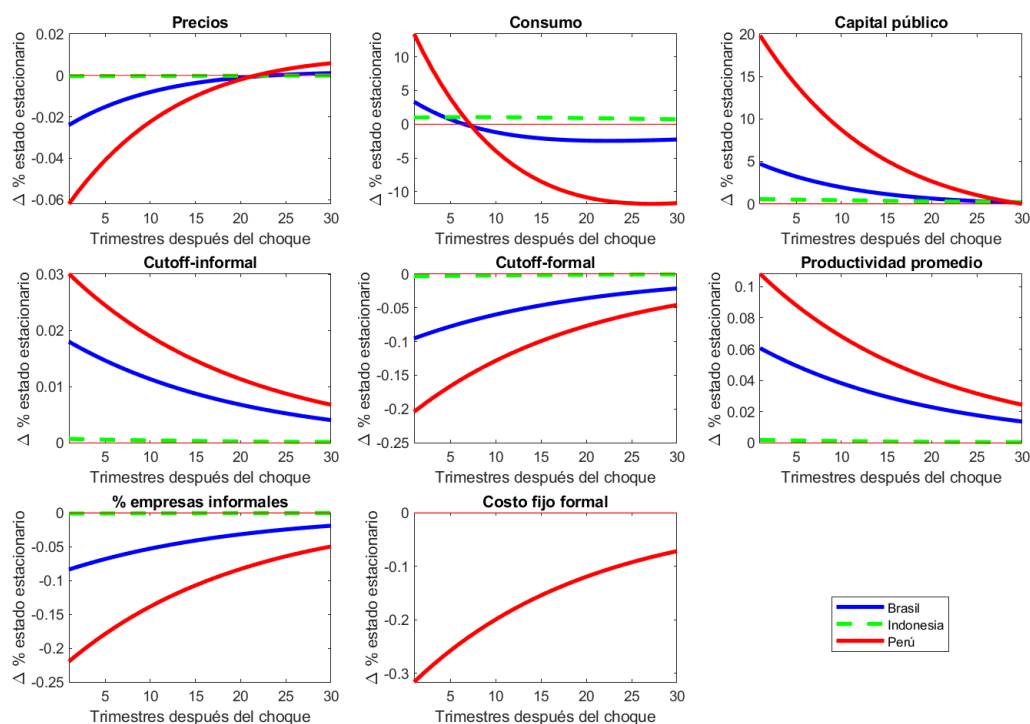 Precios
Δ % estado estacionario
0.02
0
-0.02
-0.04
-0.06
5 10 15 20 25 30
Trimestres después del choque
Consumo
Δ % estado estacionario
10
5
0
-5
-10
5 10 15 20 25 30
Trimestres después del choque
Capital público
Δ % estado estacionario
20
15
10
5
0
5 10 15 20 25 30
Trimestres después del choque
Cutoff-informal
Δ % estado estacionario
0.03
0.02
0.01
0
5 10 15 20 25 30
Trimestres después del choque
Cutoff-formal
Δ % estado estacionario
0
-0.05
-0.1
-0.15
-0.2
-0.25
5 10 15 20 25 30
Trimestres después del choque
Productividad promedio
Δ % estado estacionario
0.1
0.08
0.06
0.04
0.02
0
5 10 15 20 25 30
Trimestres después del choque
% empresas informales
Δ % estado estacionario
0
-0.05
-0.1
-0.15
-0.2
-0.25
5 10 15 20 25 30
Trimestres después del choque
Costo fijo formal
Δ % estado estacionario
0
-0.1
-0.2
-0.3
5 10 15 20 25 30
Trimestres después del choque
Brasil
Indonesia
Perú